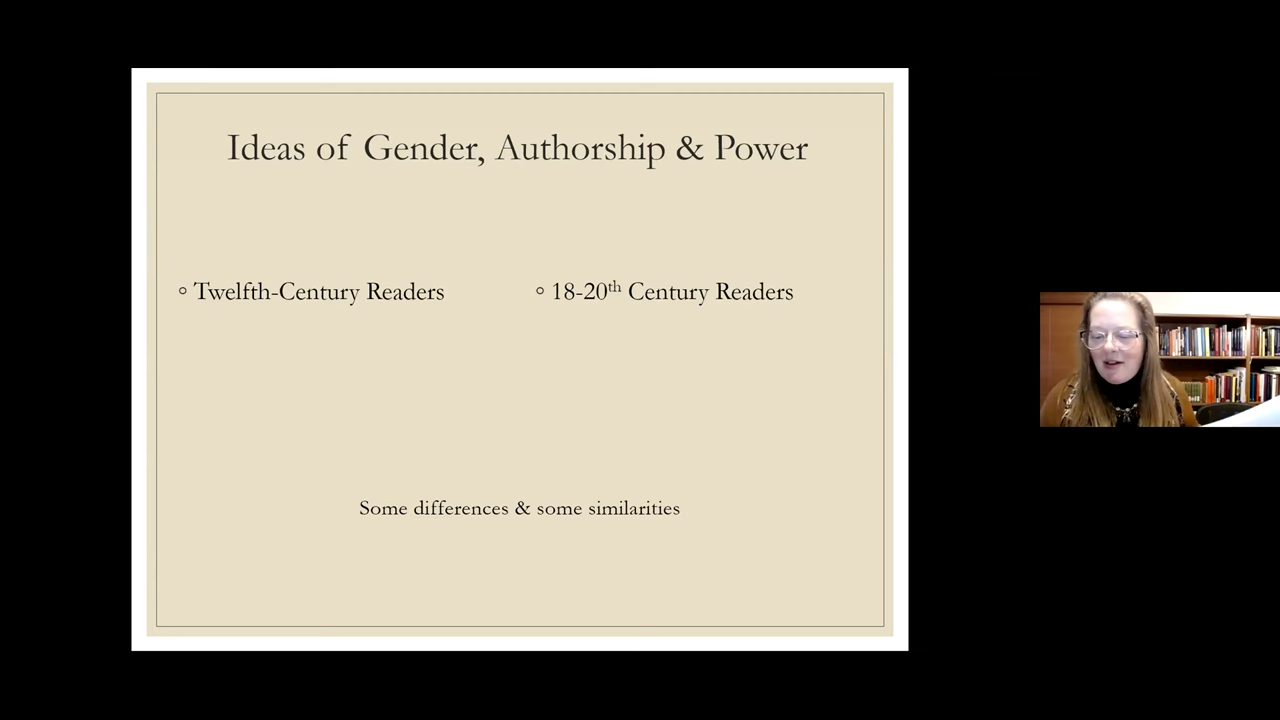 Ideas of Gender, Authorship & Power
◦ Twelfth-Century Readers
◦ 18-20th Century Readers
Some differences & some similarities